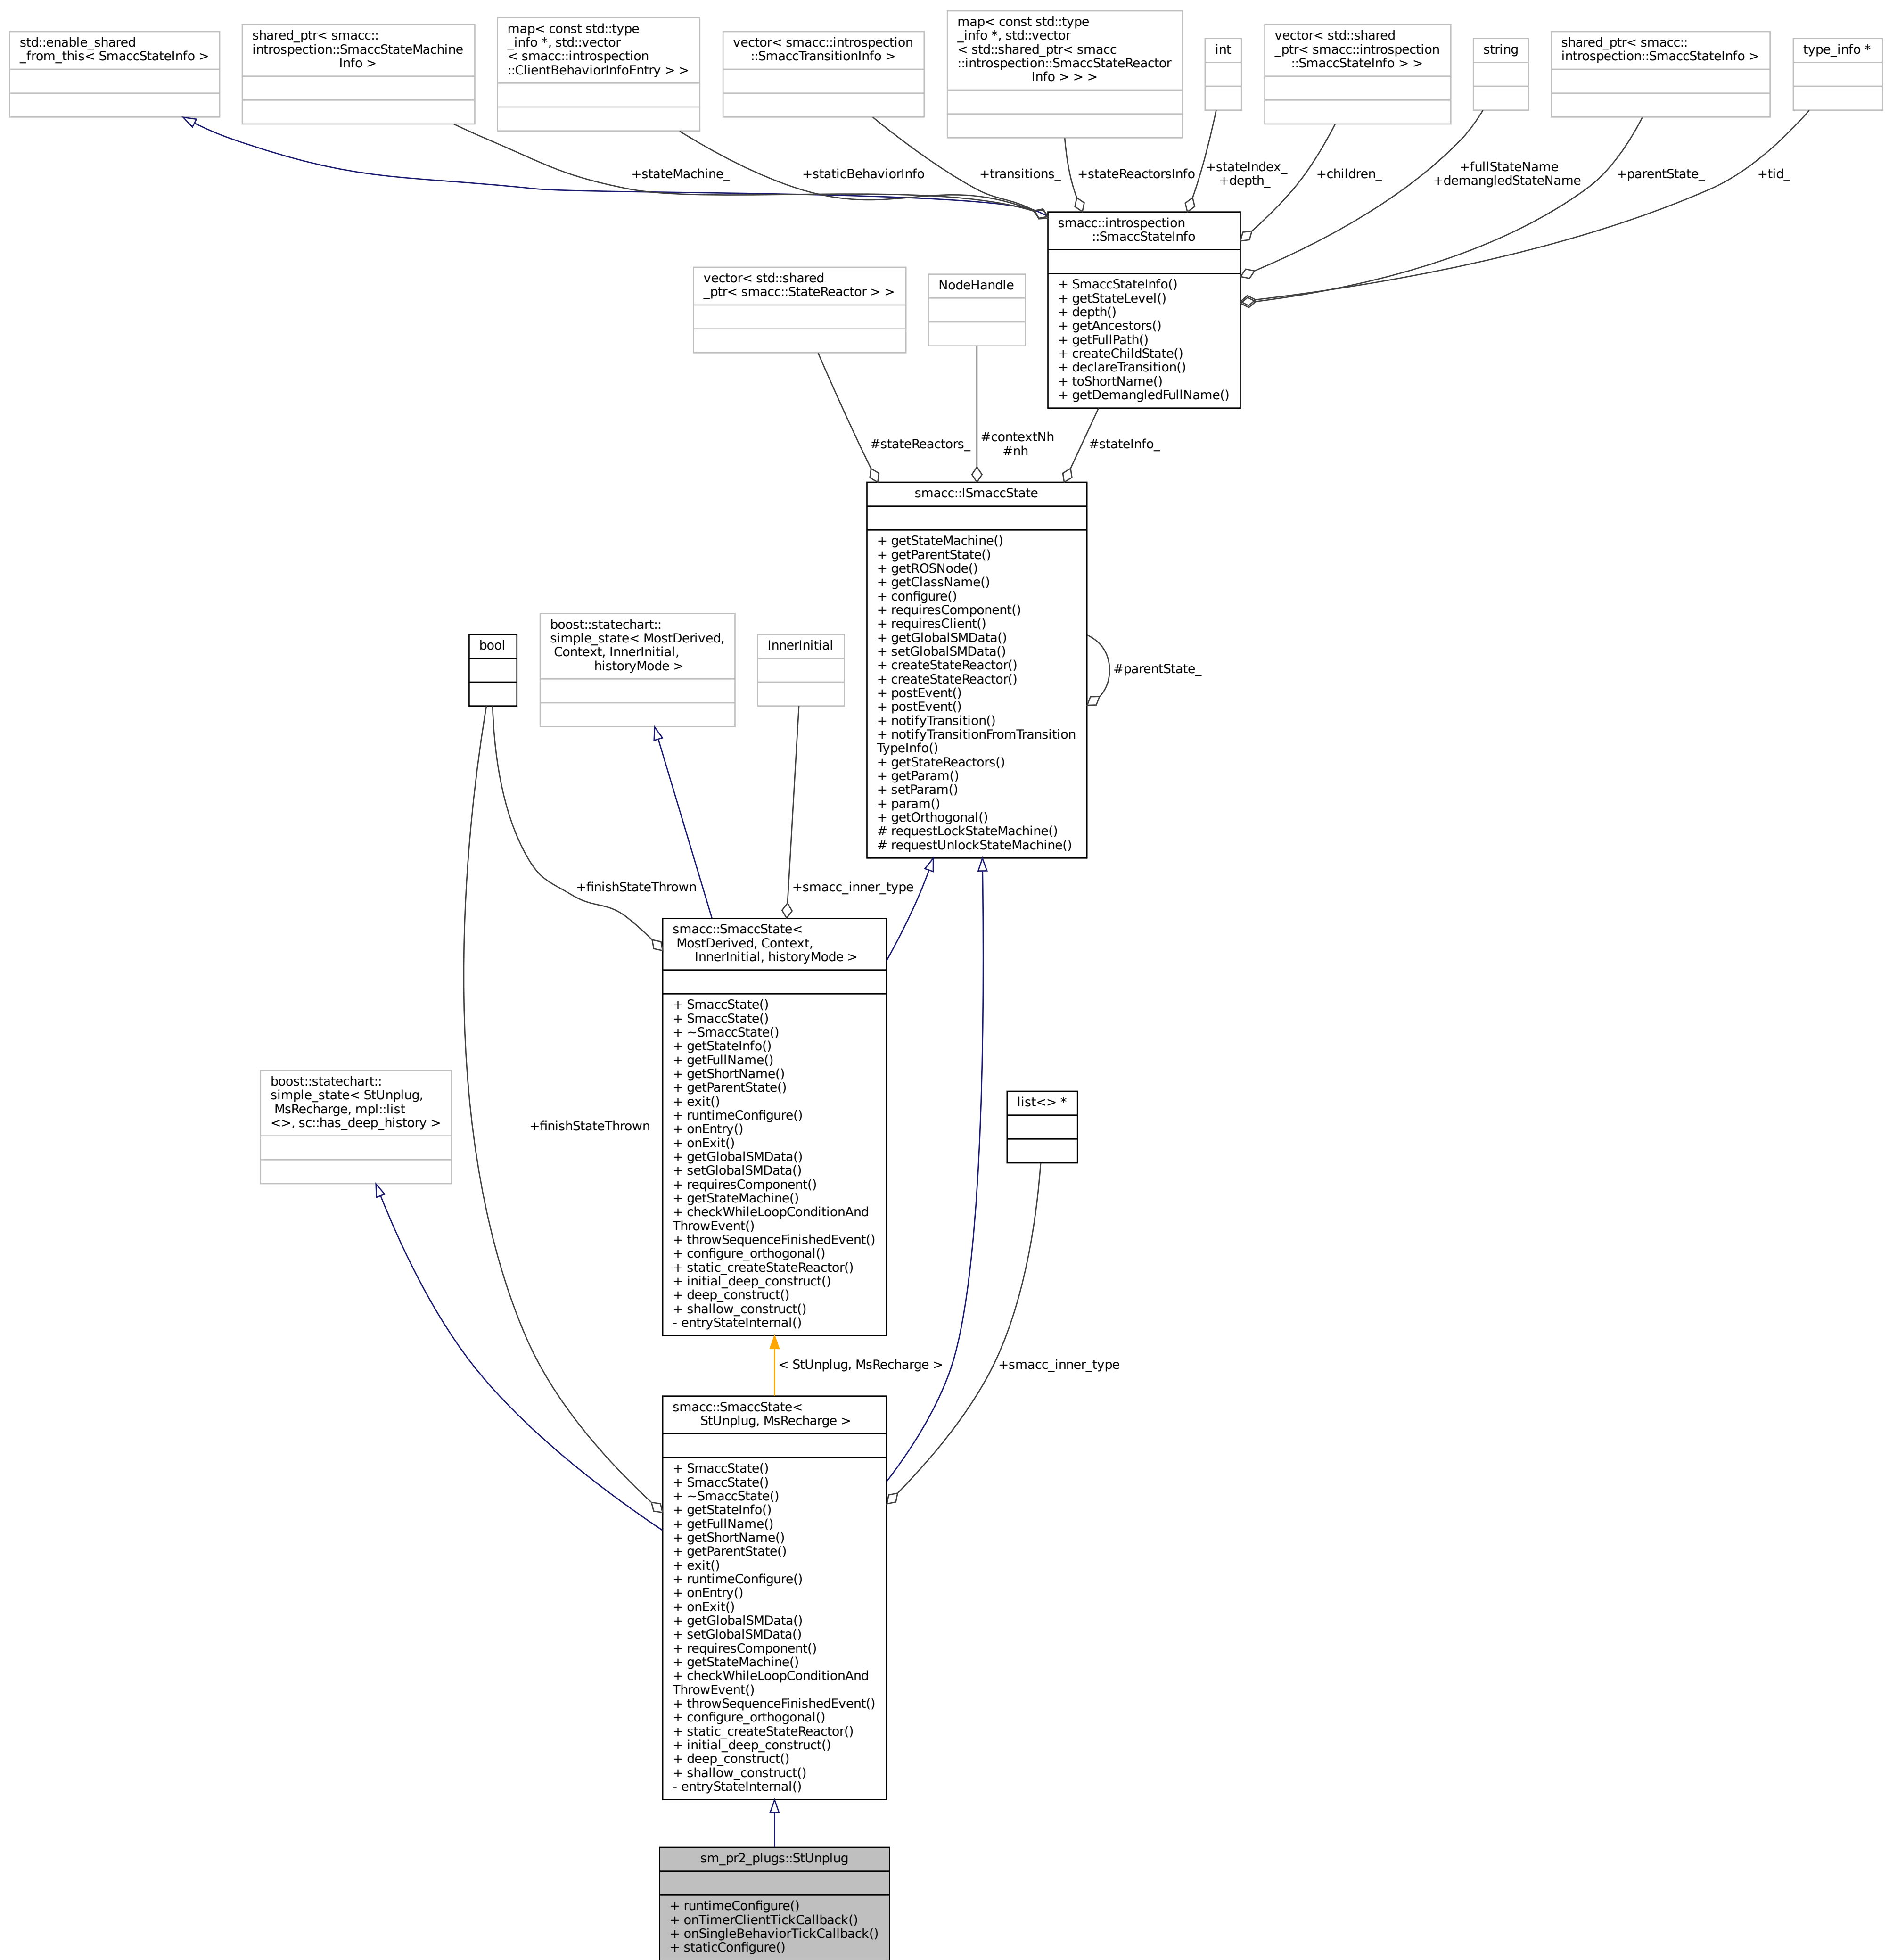 std::enable_shared
_from_this< SmaccStateInfo >
shared_ptr< smacc::
introspection::SmaccStateMachine
Info >
map< const std::type
_info *, std::vector
< smacc::introspection
::ClientBehaviorInfoEntry > >
vector< smacc::introspection
::SmaccTransitionInfo >
map< const std::type
_info *, std::vector
< std::shared_ptr< smacc
::introspection::SmaccStateReactor
Info > > >
int
vector< std::shared
_ptr< smacc::introspection
::SmaccStateInfo > >
string
shared_ptr< smacc::
introspection::SmaccStateInfo >
type_info *
+stateMachine_
+staticBehaviorInfo
+transitions_
+stateReactorsInfo
+stateIndex_
+depth_
+children_
+fullStateName
+demangledStateName
+parentState_
+tid_
smacc::introspection
::SmaccStateInfo
+ SmaccStateInfo()
+ getStateLevel()
+ depth()
+ getAncestors()
+ getFullPath()
+ createChildState()
+ declareTransition()
+ toShortName()
+ getDemangledFullName()
vector< std::shared
_ptr< smacc::StateReactor > >
NodeHandle
#stateReactors_
#contextNh
#nh
#stateInfo_
smacc::ISmaccState
+ getStateMachine()
+ getParentState()
+ getROSNode()
+ getClassName()
+ configure()
+ requiresComponent()
+ requiresClient()
+ getGlobalSMData()
+ setGlobalSMData()
+ createStateReactor()
+ createStateReactor()
+ postEvent()
+ postEvent()
+ notifyTransition()
+ notifyTransitionFromTransition
TypeInfo()
+ getStateReactors()
+ getParam()
+ setParam()
+ param()
+ getOrthogonal()
# requestLockStateMachine()
# requestUnlockStateMachine()
#parentState_
bool
boost::statechart::
simple_state< MostDerived,
Context, InnerInitial,
historyMode >
InnerInitial
+finishStateThrown
+smacc_inner_type
smacc::SmaccState<
MostDerived, Context,
InnerInitial, historyMode >
+ SmaccState()
+ SmaccState()
+ ~SmaccState()
+ getStateInfo()
+ getFullName()
+ getShortName()
+ getParentState()
+ exit()
+ runtimeConfigure()
+ onEntry()
+ onExit()
+ getGlobalSMData()
+ setGlobalSMData()
+ requiresComponent()
+ getStateMachine()
+ checkWhileLoopConditionAnd
ThrowEvent()
+ throwSequenceFinishedEvent()
+ configure_orthogonal()
+ static_createStateReactor()
+ initial_deep_construct()
+ deep_construct()
+ shallow_construct()
- entryStateInternal()
boost::statechart::
simple_state< StUnplug,
MsRecharge, mpl::list
<>, sc::has_deep_history >
+finishStateThrown
list<> *
< StUnplug, MsRecharge >
+smacc_inner_type
smacc::SmaccState<
StUnplug, MsRecharge >
+ SmaccState()
+ SmaccState()
+ ~SmaccState()
+ getStateInfo()
+ getFullName()
+ getShortName()
+ getParentState()
+ exit()
+ runtimeConfigure()
+ onEntry()
+ onExit()
+ getGlobalSMData()
+ setGlobalSMData()
+ requiresComponent()
+ getStateMachine()
+ checkWhileLoopConditionAnd
ThrowEvent()
+ throwSequenceFinishedEvent()
+ configure_orthogonal()
+ static_createStateReactor()
+ initial_deep_construct()
+ deep_construct()
+ shallow_construct()
- entryStateInternal()
sm_pr2_plugs::StUnplug
+ runtimeConfigure()
+ onTimerClientTickCallback()
+ onSingleBehaviorTickCallback()
+ staticConfigure()